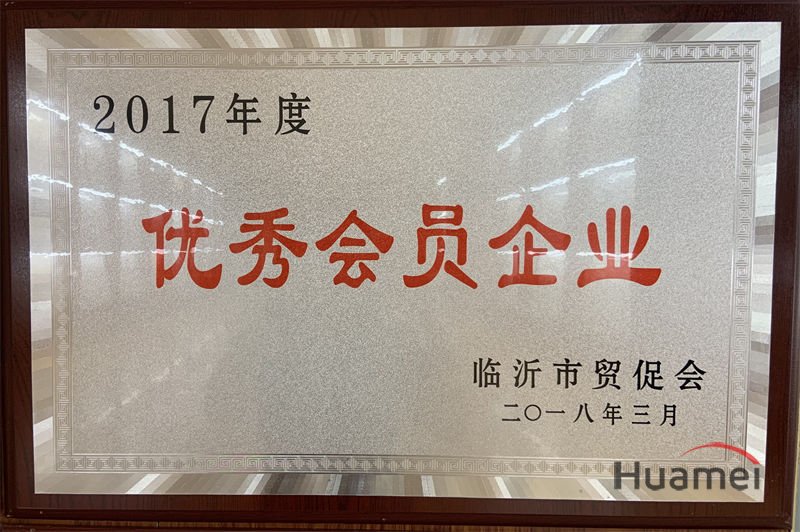 2017年度
优秀会员企业
临沂市贸促会
二〇一八年三月
Huamei